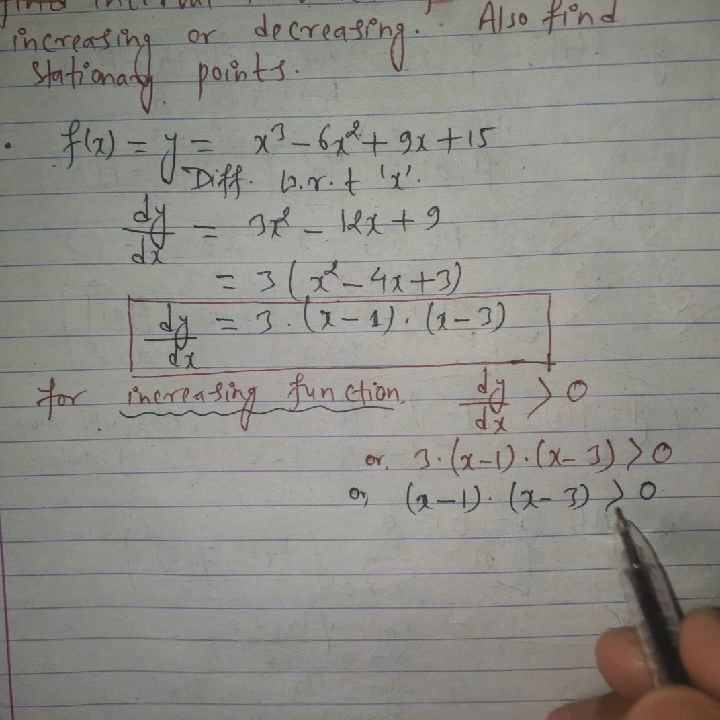 find interval
increasing or decreasing. Also find
Stationary points.
f(x) = y = x³ - 6x² + 9x + 15
Diff. w.r.t 'x'.
dy/dx = 3x² - 12x + 9
= 3 (x² - 4x + 3)
dy/dx = 3 · (x - 1) · (x - 3)
for increasing function, dy/dx > 0
or, 3 · (x - 1) · (x - 3) > 0
or, (x - 1) · (x - 3) > 0